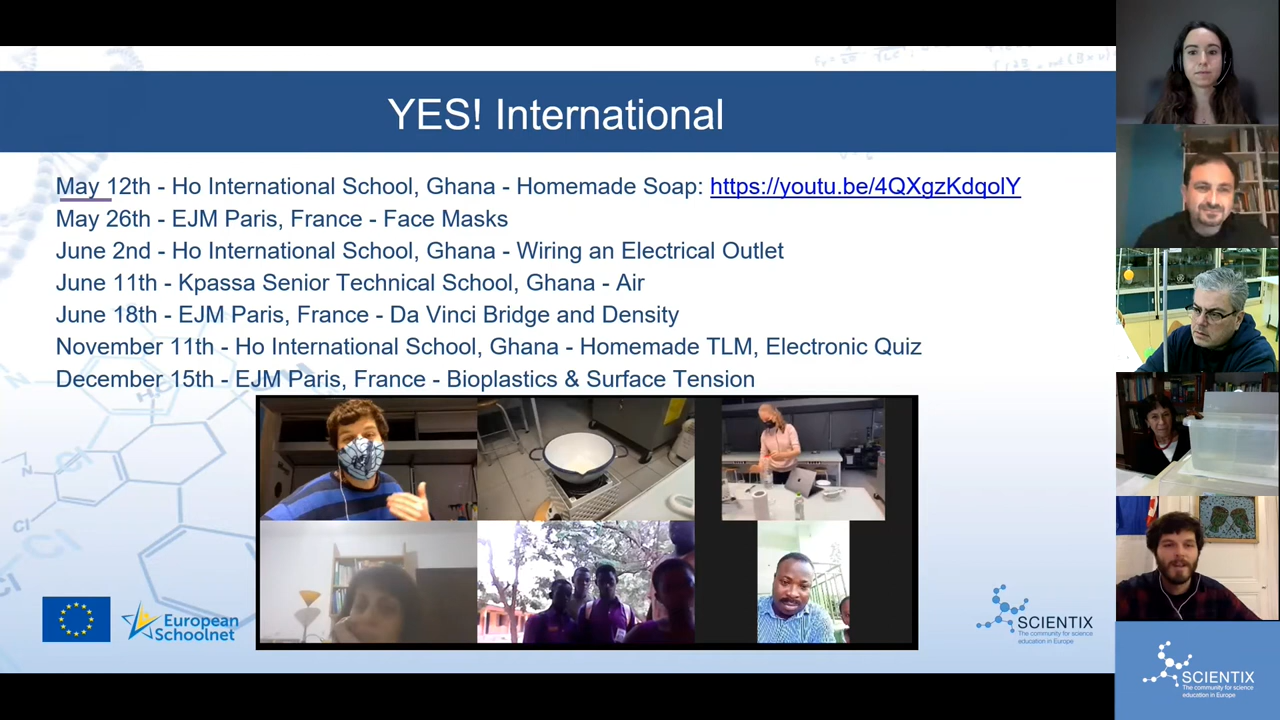 YES! International
May 12th - Ho International School, Ghana - Homemade Soap: https://youtu.be/4QXgzKdqolY
May 26th - EJM Paris, France - Face Masks
June 2nd - Ho International School, Ghana - Wiring an Electrical Outlet
June 11th - Kpassa Senior Technical School, Ghana - Air
June 18th - EJM Paris, France - Da Vinci Bridge and Density
November 11th - Ho International School, Ghana - Homemade TLM, Electronic Quiz
December 15th - EJM Paris, France - Bioplastics & Surface Tension
European
Schoolnet
SCIENTIX
The community for science
education in Europe
SCIENTIX
The community for science
education in Europe